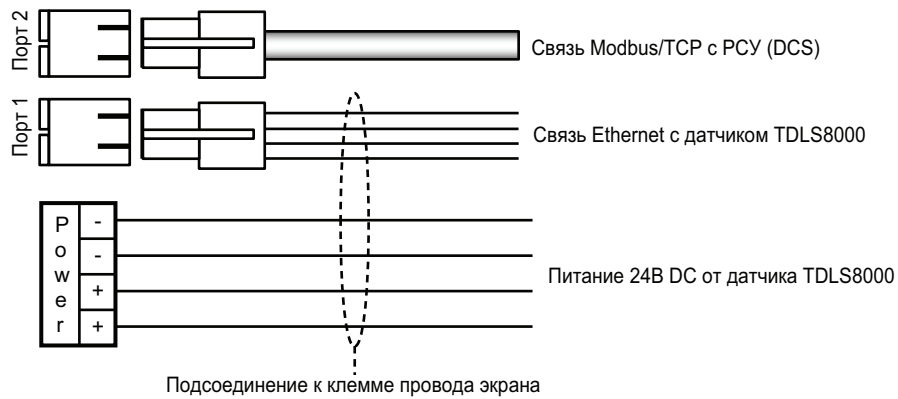 Порт 2
Связь Modbus/TCP с РСУ (DCS)
Порт 1
Связь Ethernet с датчиком TDLS8000
Power
-
-
+
+
Питание 24В DC от датчика TDLS8000
Подсоединение к клемме провода экрана